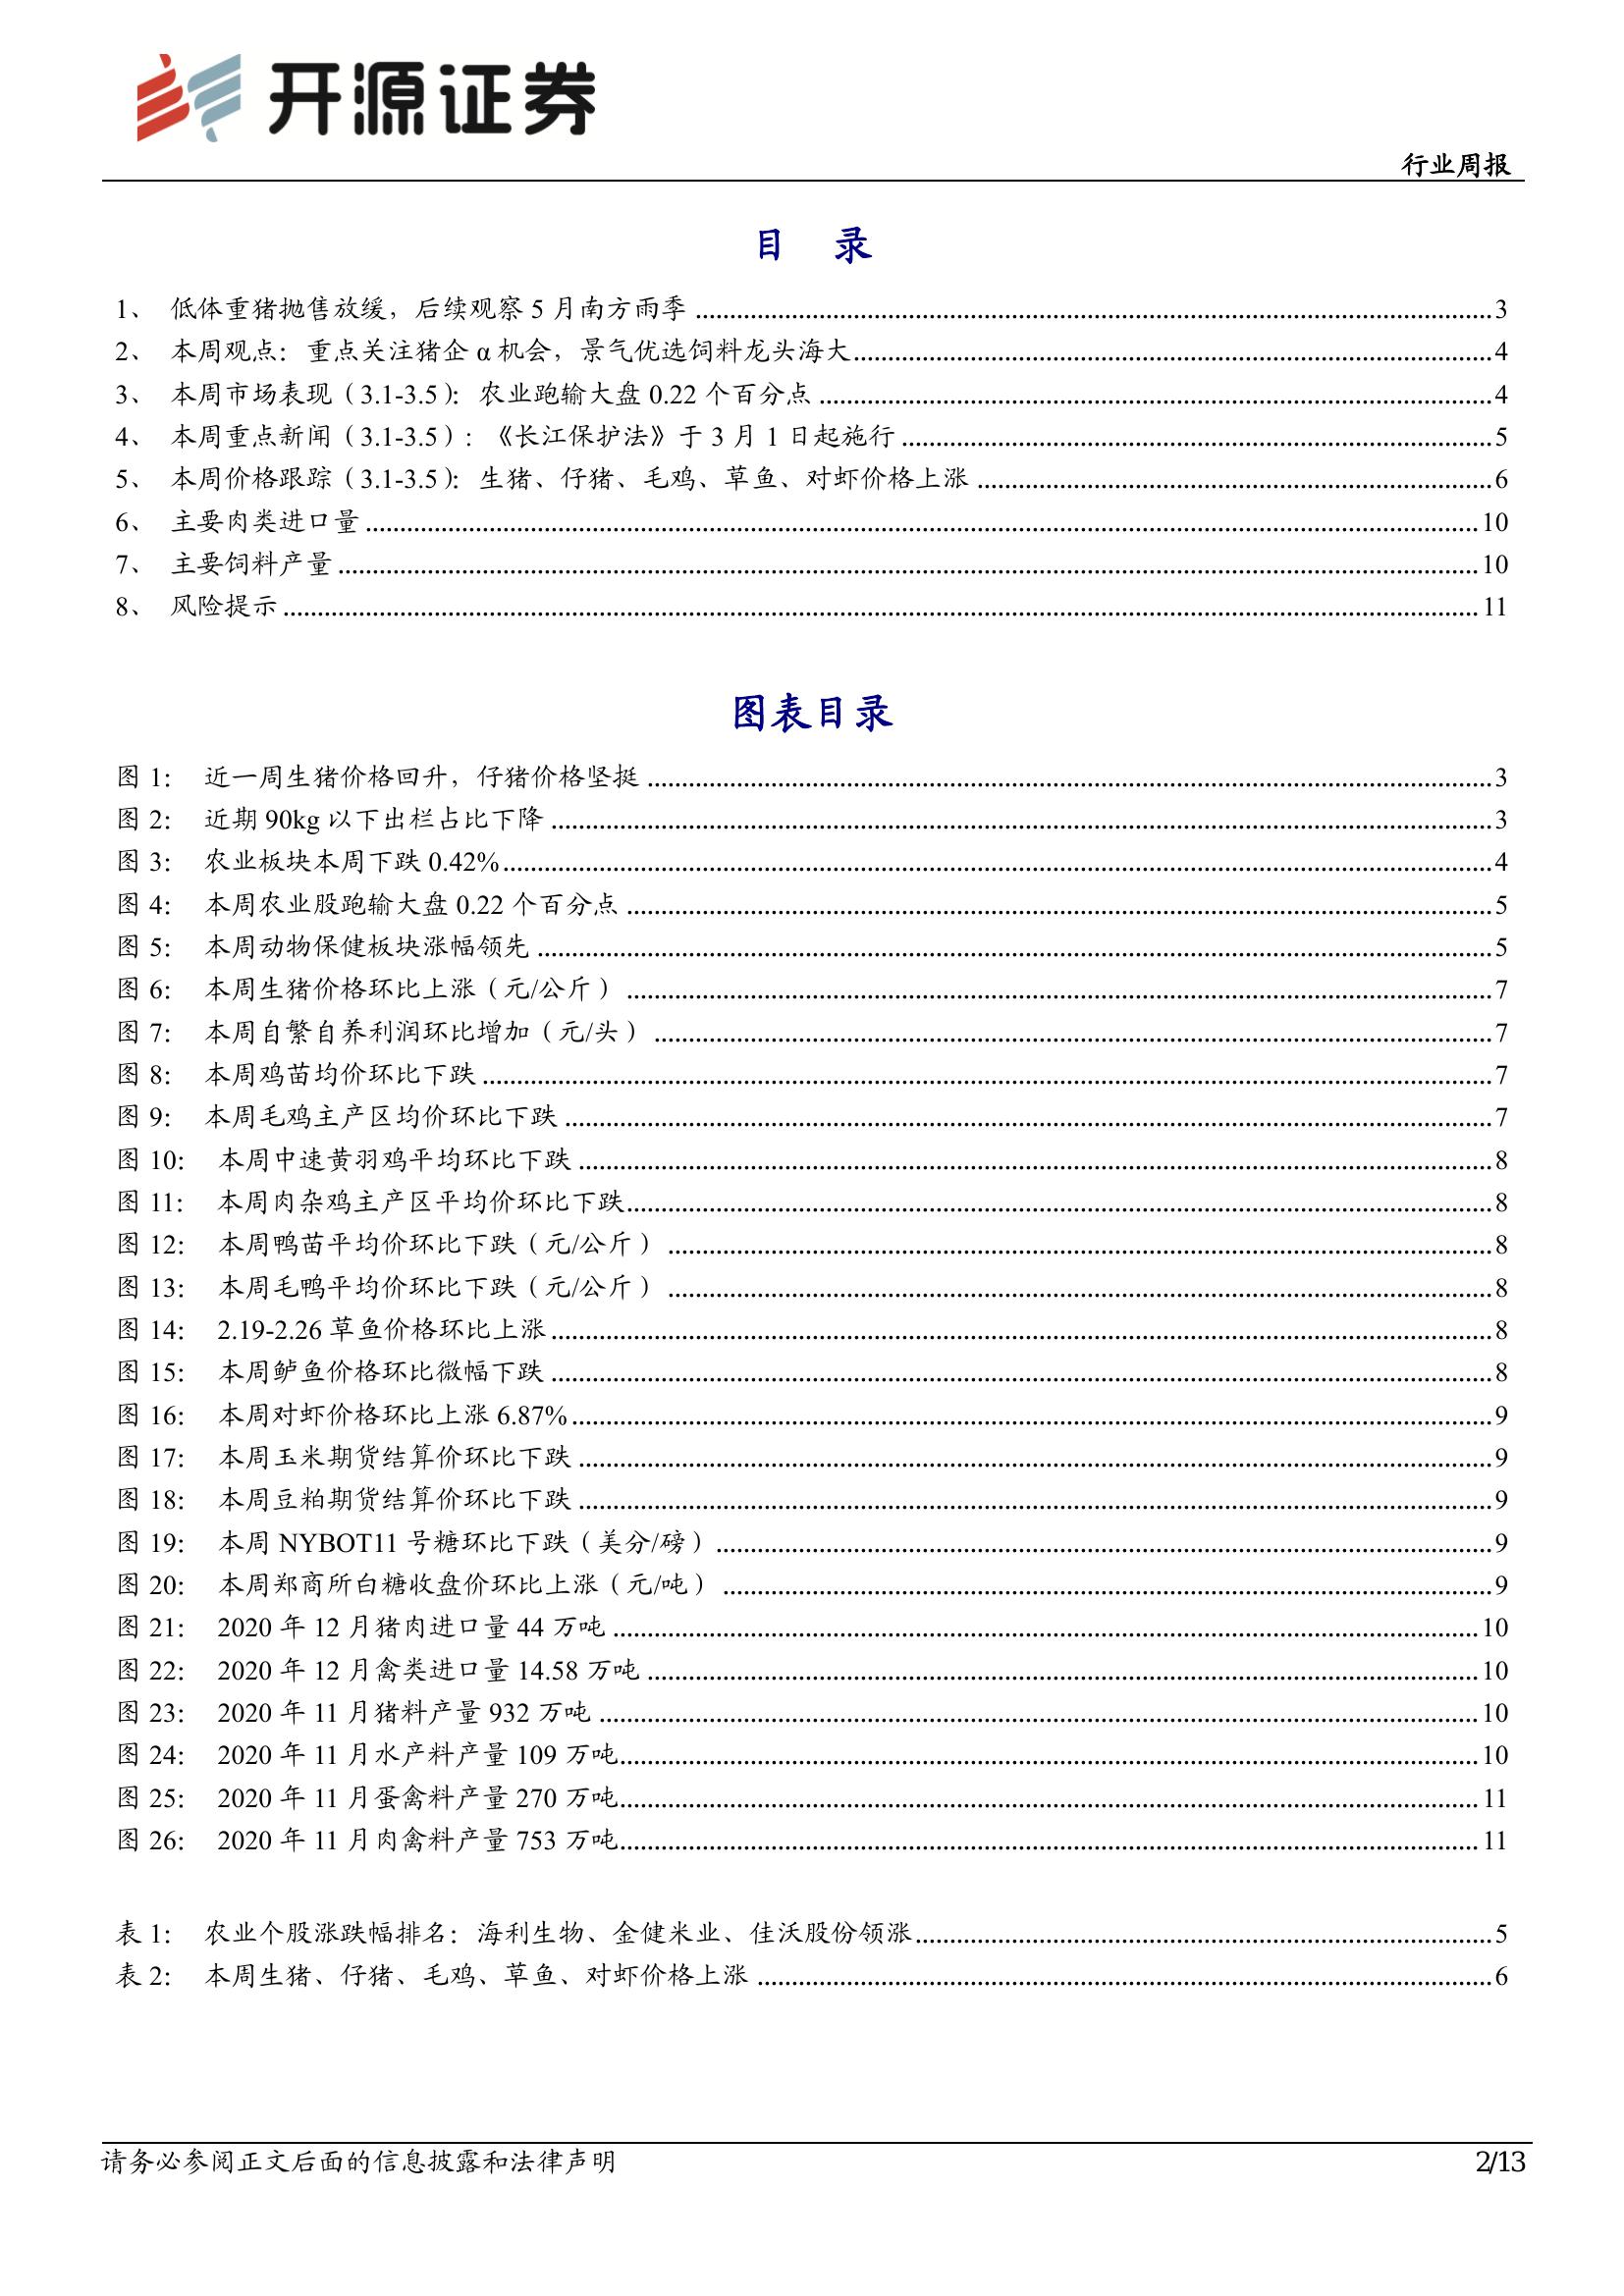 开源证券
行业周报
目 录
1、 低体重猪抛售放缓，后续观察 5 月南方雨季 ........ 3
2、 本周观点：重点关注猪企 α 机会，景气优选饲料龙头海大 ........ 4
3、 本周市场表现（3.1-3.5）：农业跑输大盘 0.22 个百分点 ........ 4
4、 本周重点新闻（3.1-3.5）：《长江保护法》于 3 月 1 日起施行 ........ 5
5、 本周价格跟踪（3.1-3.5）：生猪、仔猪、毛鸡、草鱼、对虾价格上涨 ........ 6
6、 主要肉类进口量 ........ 10
7、 主要饲料产量 ........ 10
8、 风险提示 ........ 11
图表目录
图 1： 近一周生猪价格回升，仔猪价格坚挺 ........ 3
图 2： 近期 90kg 以下出栏占比下降 ........ 3
图 3： 农业板块本周下跌 0.42% ........ 4
图 4： 本周农业股跑输大盘 0.22 个百分点 ........ 5
图 5： 本周动物保健板块涨幅领先 ........ 5
图 6： 本周生猪价格环比上涨（元/公斤） ........ 7
图 7： 本周自繁自养利润环比增加（元/头） ........ 7
图 8： 本周鸡苗均价环比下跌 ........ 7
图 9： 本周毛鸡主产区均价环比下跌 ........ 7
图 10： 本周中速黄羽鸡平均环比下跌 ........ 8
图 11： 本周肉杂鸡主产区平均价环比下跌 ........ 8
图 12： 本周鸭苗平均价环比下跌（元/公斤） ........ 8
图 13： 本周毛鸭平均价环比下跌（元/公斤） ........ 8
图 14： 2.19-2.26 草鱼价格环比上涨 ........ 8
图 15： 本周鲈鱼价格环比微幅下跌 ........ 8
图 16： 本周对虾价格环比上涨 6.87% ........ 9
图 17： 本周玉米期货结算价环比下跌 ........ 9
图 18： 本周豆粕期货结算价环比下跌 ........ 9
图 19： 本周 NYBOT11 号糖环比下跌（美分/磅） ........ 9
图 20： 本周郑商所白糖收盘价环比上涨（元/吨） ........ 9
图 21： 2020 年 12 月猪肉进口量 44 万吨 ........ 10
图 22： 2020 年 12 月禽类进口量 14.58 万吨 ........ 10
图 23： 2020 年 11 月猪料产量 932 万吨 ........ 10
图 24： 2020 年 11 月水产料产量 109 万吨 ........ 10
图 25： 2020 年 11 月蛋禽料产量 270 万吨 ........ 11
图 26： 2020 年 11 月肉禽料产量 753 万吨 ........ 11
表 1： 农业个股涨跌幅排名：海利生物、金健米业、佳沃股份领涨 ........ 5
表 2： 本周生猪、仔猪、毛鸡、草鱼、对虾价格上涨 ........ 6
请务必参阅正文后面的信息披露和法律声明
2/13